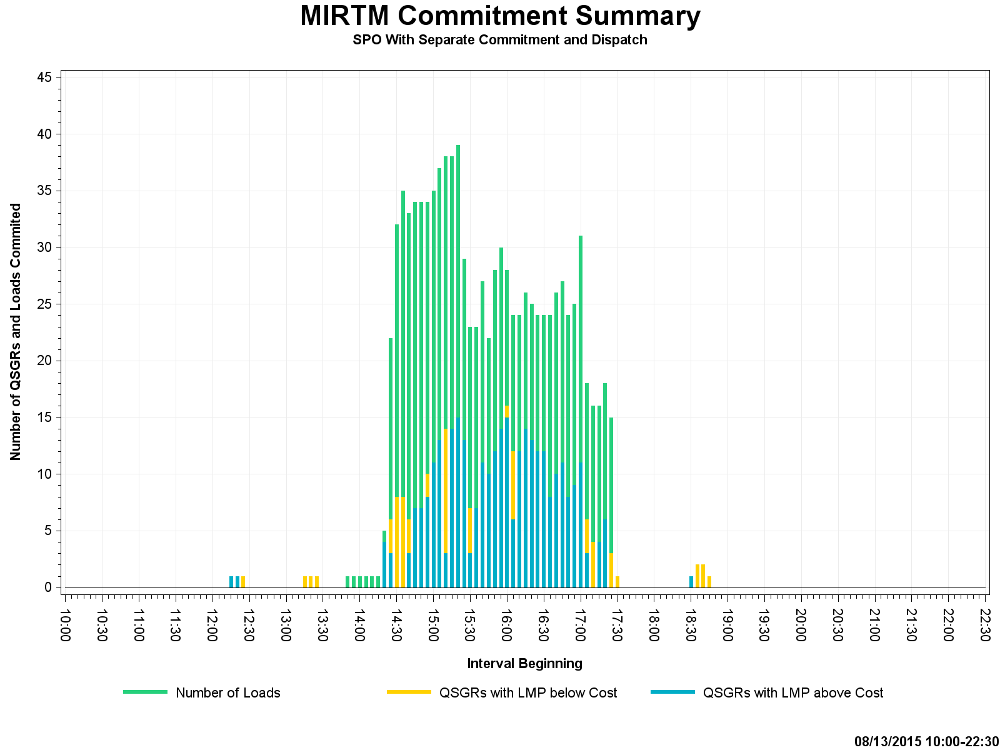 MIRTM Commitment Summary
SPO With Separate Commitment and Dispatch
Number of QSGRs and Loads Commited
45
40
35
30
25
20
15
10
5
0
10:00 10:30 11:00 11:30 12:00 12:30 13:00 13:30 14:00 14:30 15:00 15:30 16:00 16:30 17:00 17:30 18:00 18:30 19:00 19:30 20:00 20:30 21:00 21:30 22:00 22:30
Interval Beginning
Number of Loads QSGRs with LMP below Cost QSGRs with LMP above Cost
08/13/2015 10:00-22:30